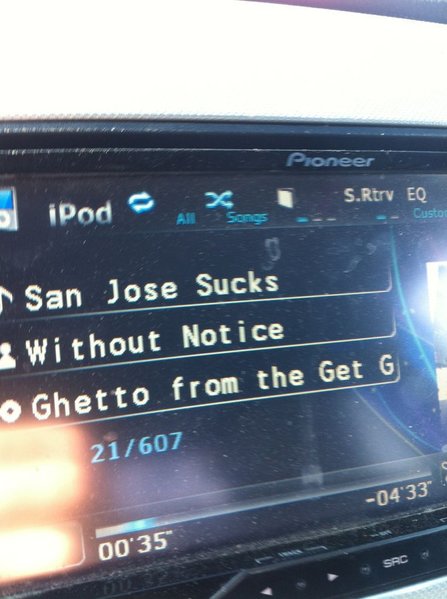 Pioneer
iPod All Songs S.Rtrv EQ
Custo
San Jose Sucks
Without Notice
Ghetto from the Get G
21/607
00'35" -04'33"
SRC